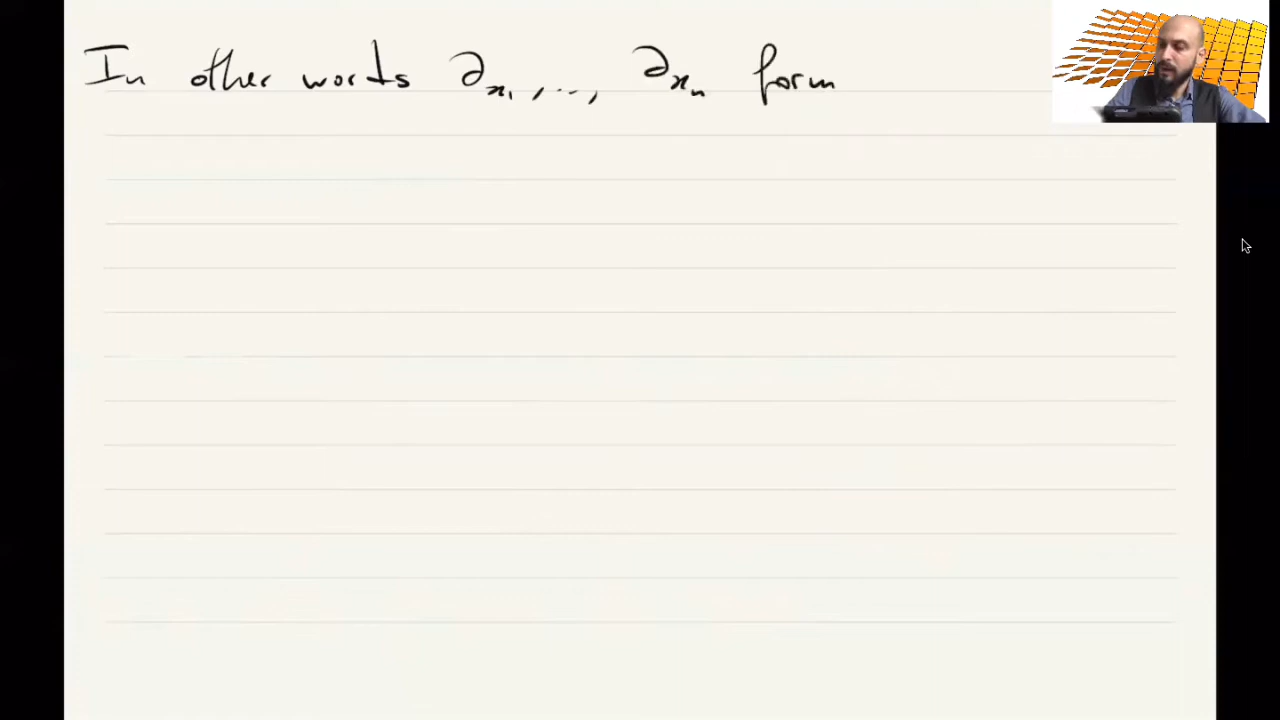 In other words ∂ₓ₁, ..., ∂ₓₙ form